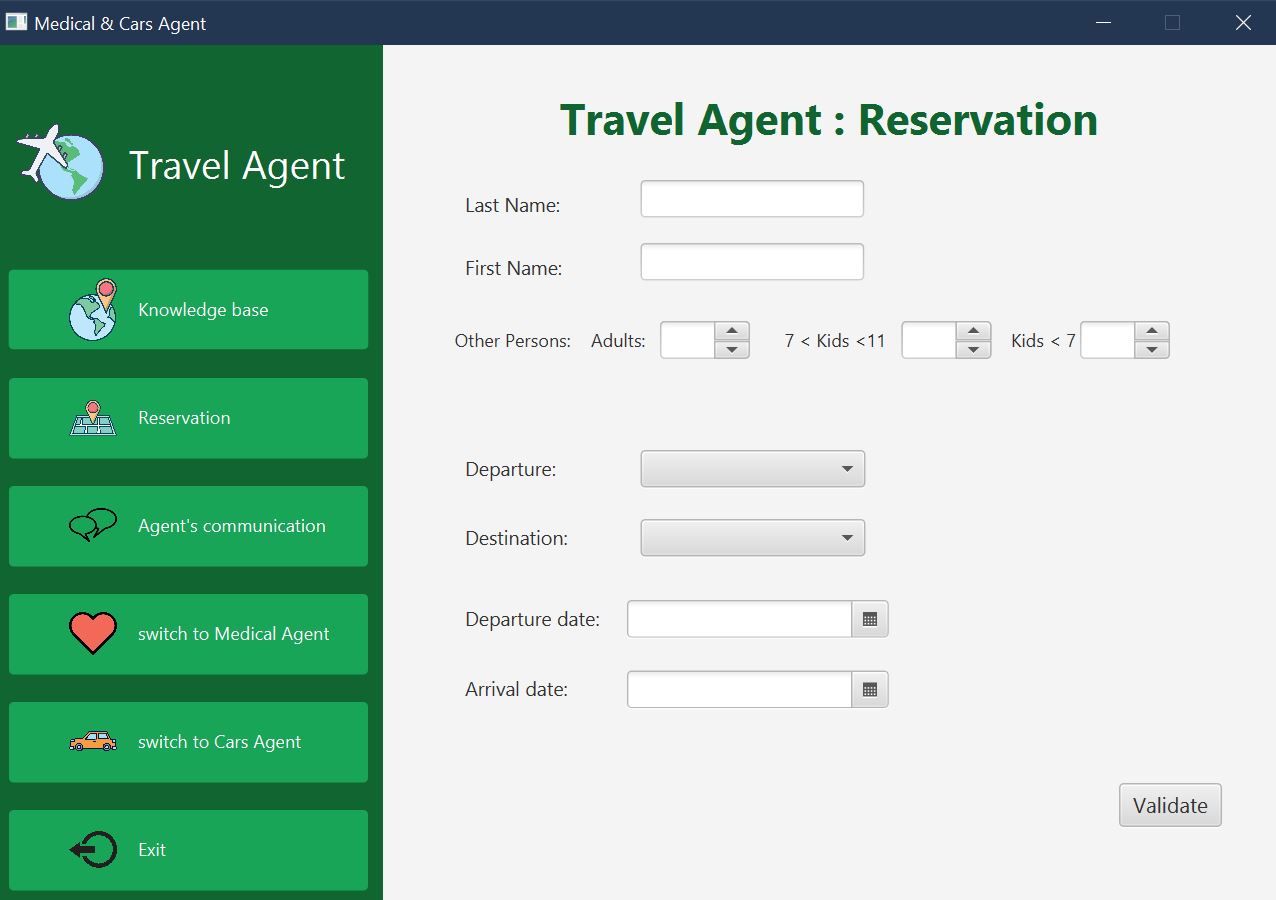 Medical & Cars Agent
Travel Agent
Knowledge base
Reservation
Agent's communication
switch to Medical Agent
switch to Cars Agent
Exit
Travel Agent : Reservation
Last Name:
First Name:
Other Persons: Adults: 7 < Kids <11 Kids < 7
Departure:
Destination:
Departure date:
Arrival date:
Validate